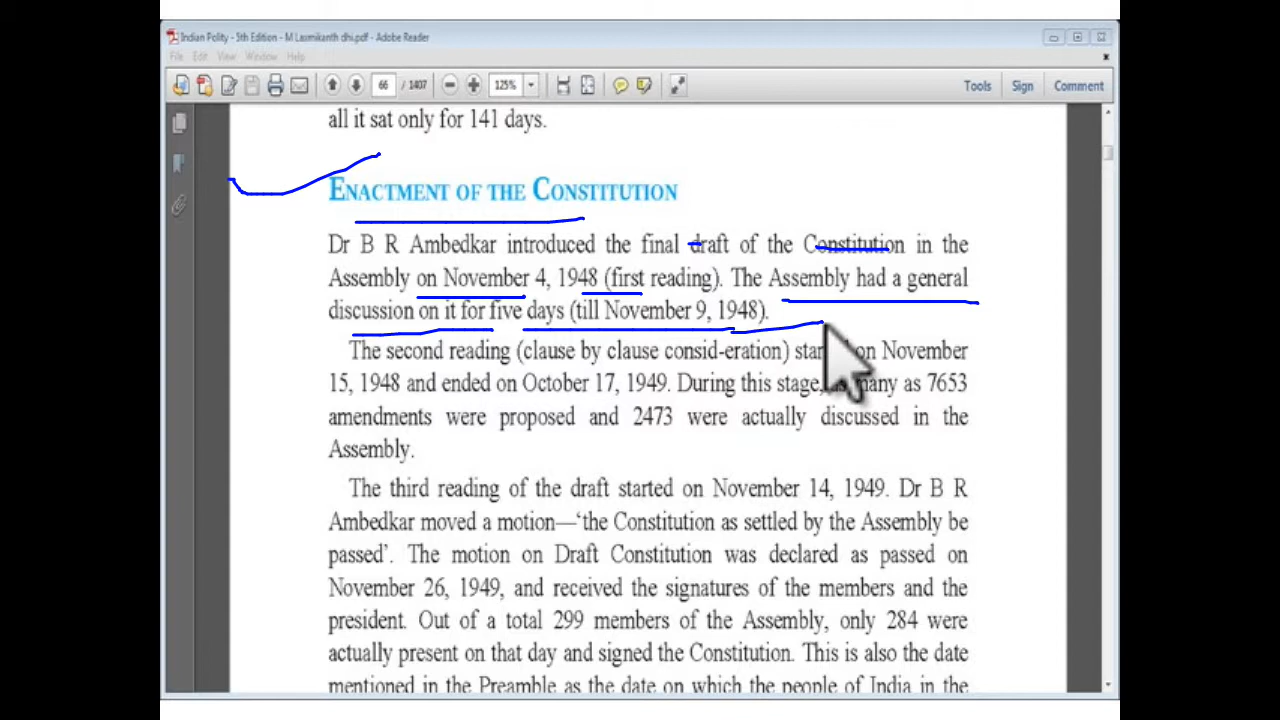 Indian Polity - 5th Edition - M Laxmikanth dhi.pdf - Adobe Reader
File Edit View Window Help
66 / 1407 125% Tools Sign Comment
all it sat only for 141 days.
ENACTMENT OF THE CONSTITUTION
Dr B R Ambedkar introduced the final draft of the Constitution in the
Assembly on November 4, 1948 (first reading). The Assembly had a general
discussion on it for five days (till November 9, 1948).
The second reading (clause by clause consid-eration) on November
15, 1948 and ended on October 17, 1949. During this stage, many as 7653
amendments were proposed and 2473 were actually discussed in the
Assembly.
The third reading of the draft started on November 14, 1949. Dr B R
Ambedkar moved a motion—‘the Constitution as settled by the Assembly be
passed’. The motion on Draft Constitution was declared as passed on
November 26, 1949, and received the signatures of the members and the
president. Out of a total 299 members of the Assembly, only 284 were
actually present on that day and signed the Constitution. This is also the date
mentioned in the Preamble as the date on which the people of India in the